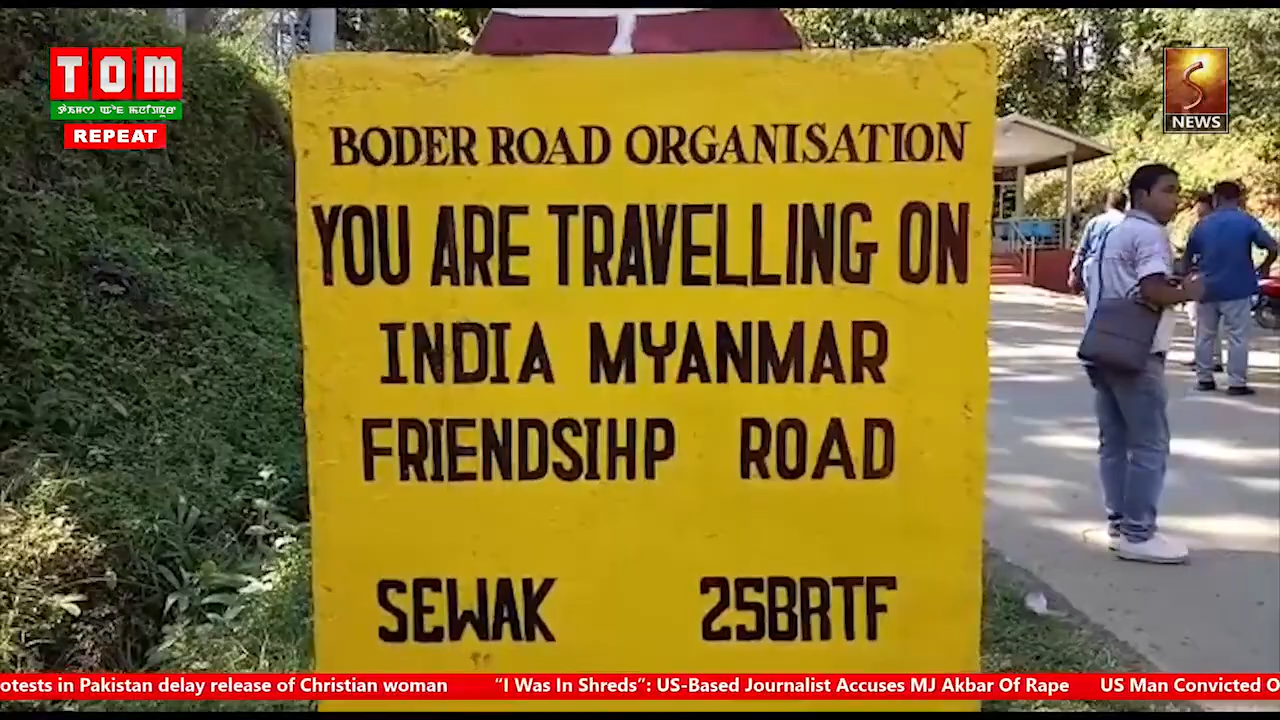 TOM
REPEAT
NEWS
BODER ROAD ORGANISATION
YOU ARE TRAVELLING ON
INDIA MYANMAR
FRIENDSIHP ROAD
SEWAK 25BRTF
otests in Pakistan delay release of Christian woman “I Was In Shreds”: US-Based Journalist Accuses MJ Akbar Of Rape US Man Convicted O